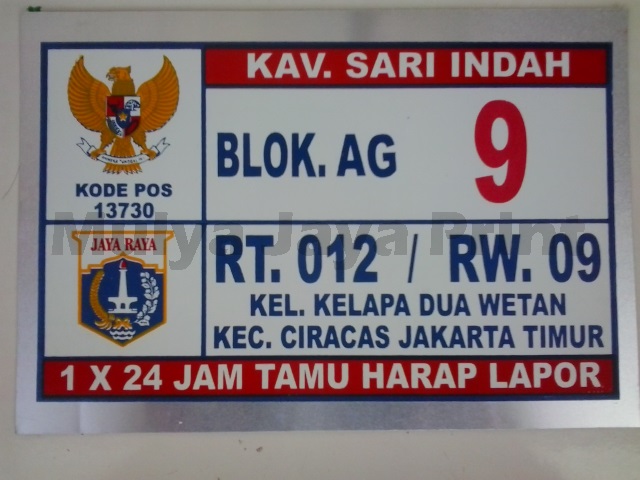 KAV. SARI INDAH
BLOK. AG 9
KODE POS
13730
JAYA RAYA
RT. 012 / RW. 09
KEL. KELAPA DUA WETAN
KEC. CIRACAS JAKARTA TIMUR
1 X 24 JAM TAMU HARAP LAPOR
Mulya Jaya Print